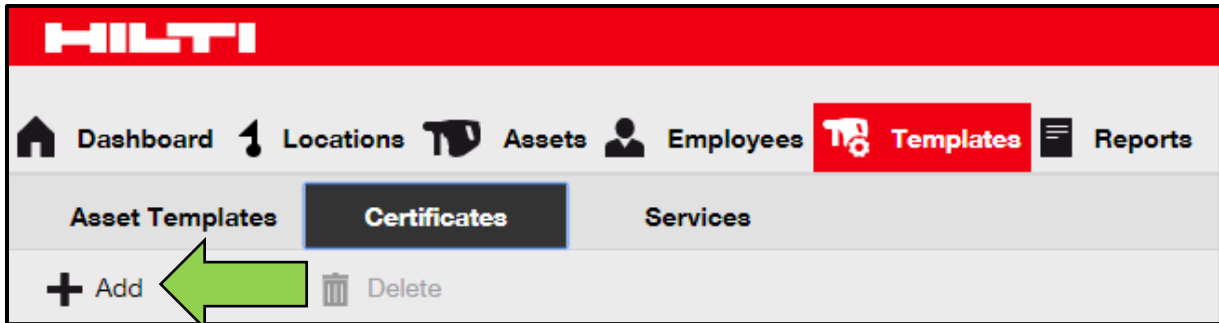 HILTI
Dashboard Locations Assets Employees Templates Reports
Asset Templates Certificates Services
Add Delete